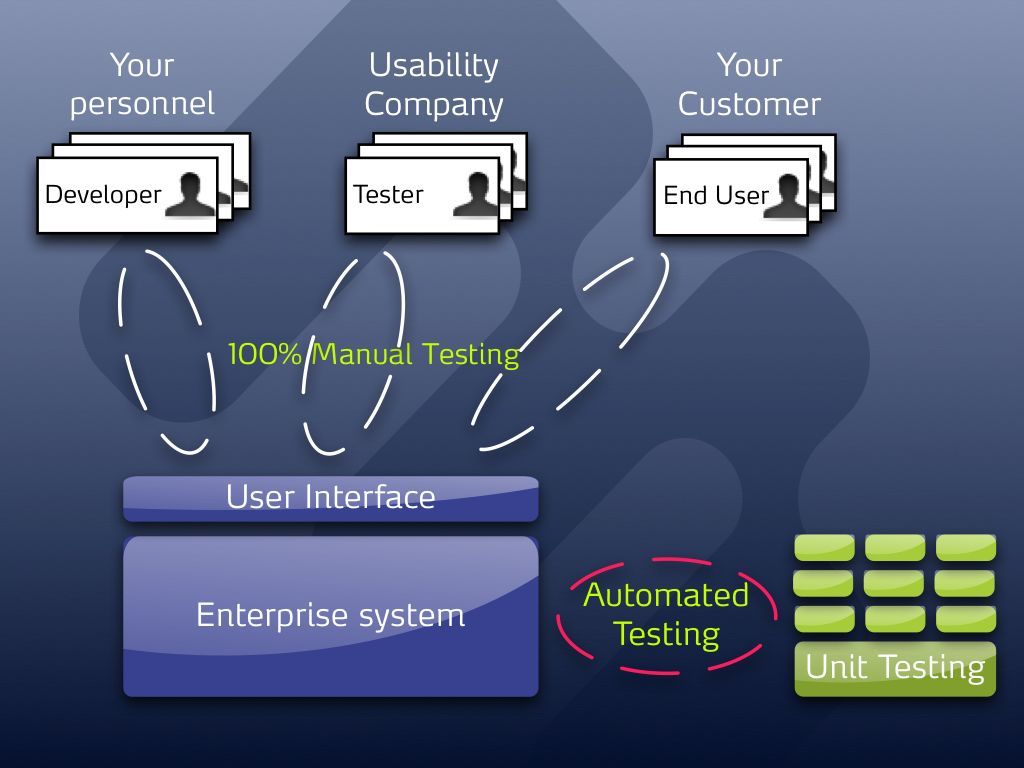 Your
personnel
Usability
Company
Your
Customer
Developer
Tester
End User
100% Manual Testing
User Interface
Enterprise system
Automated
Testing
Unit Testing